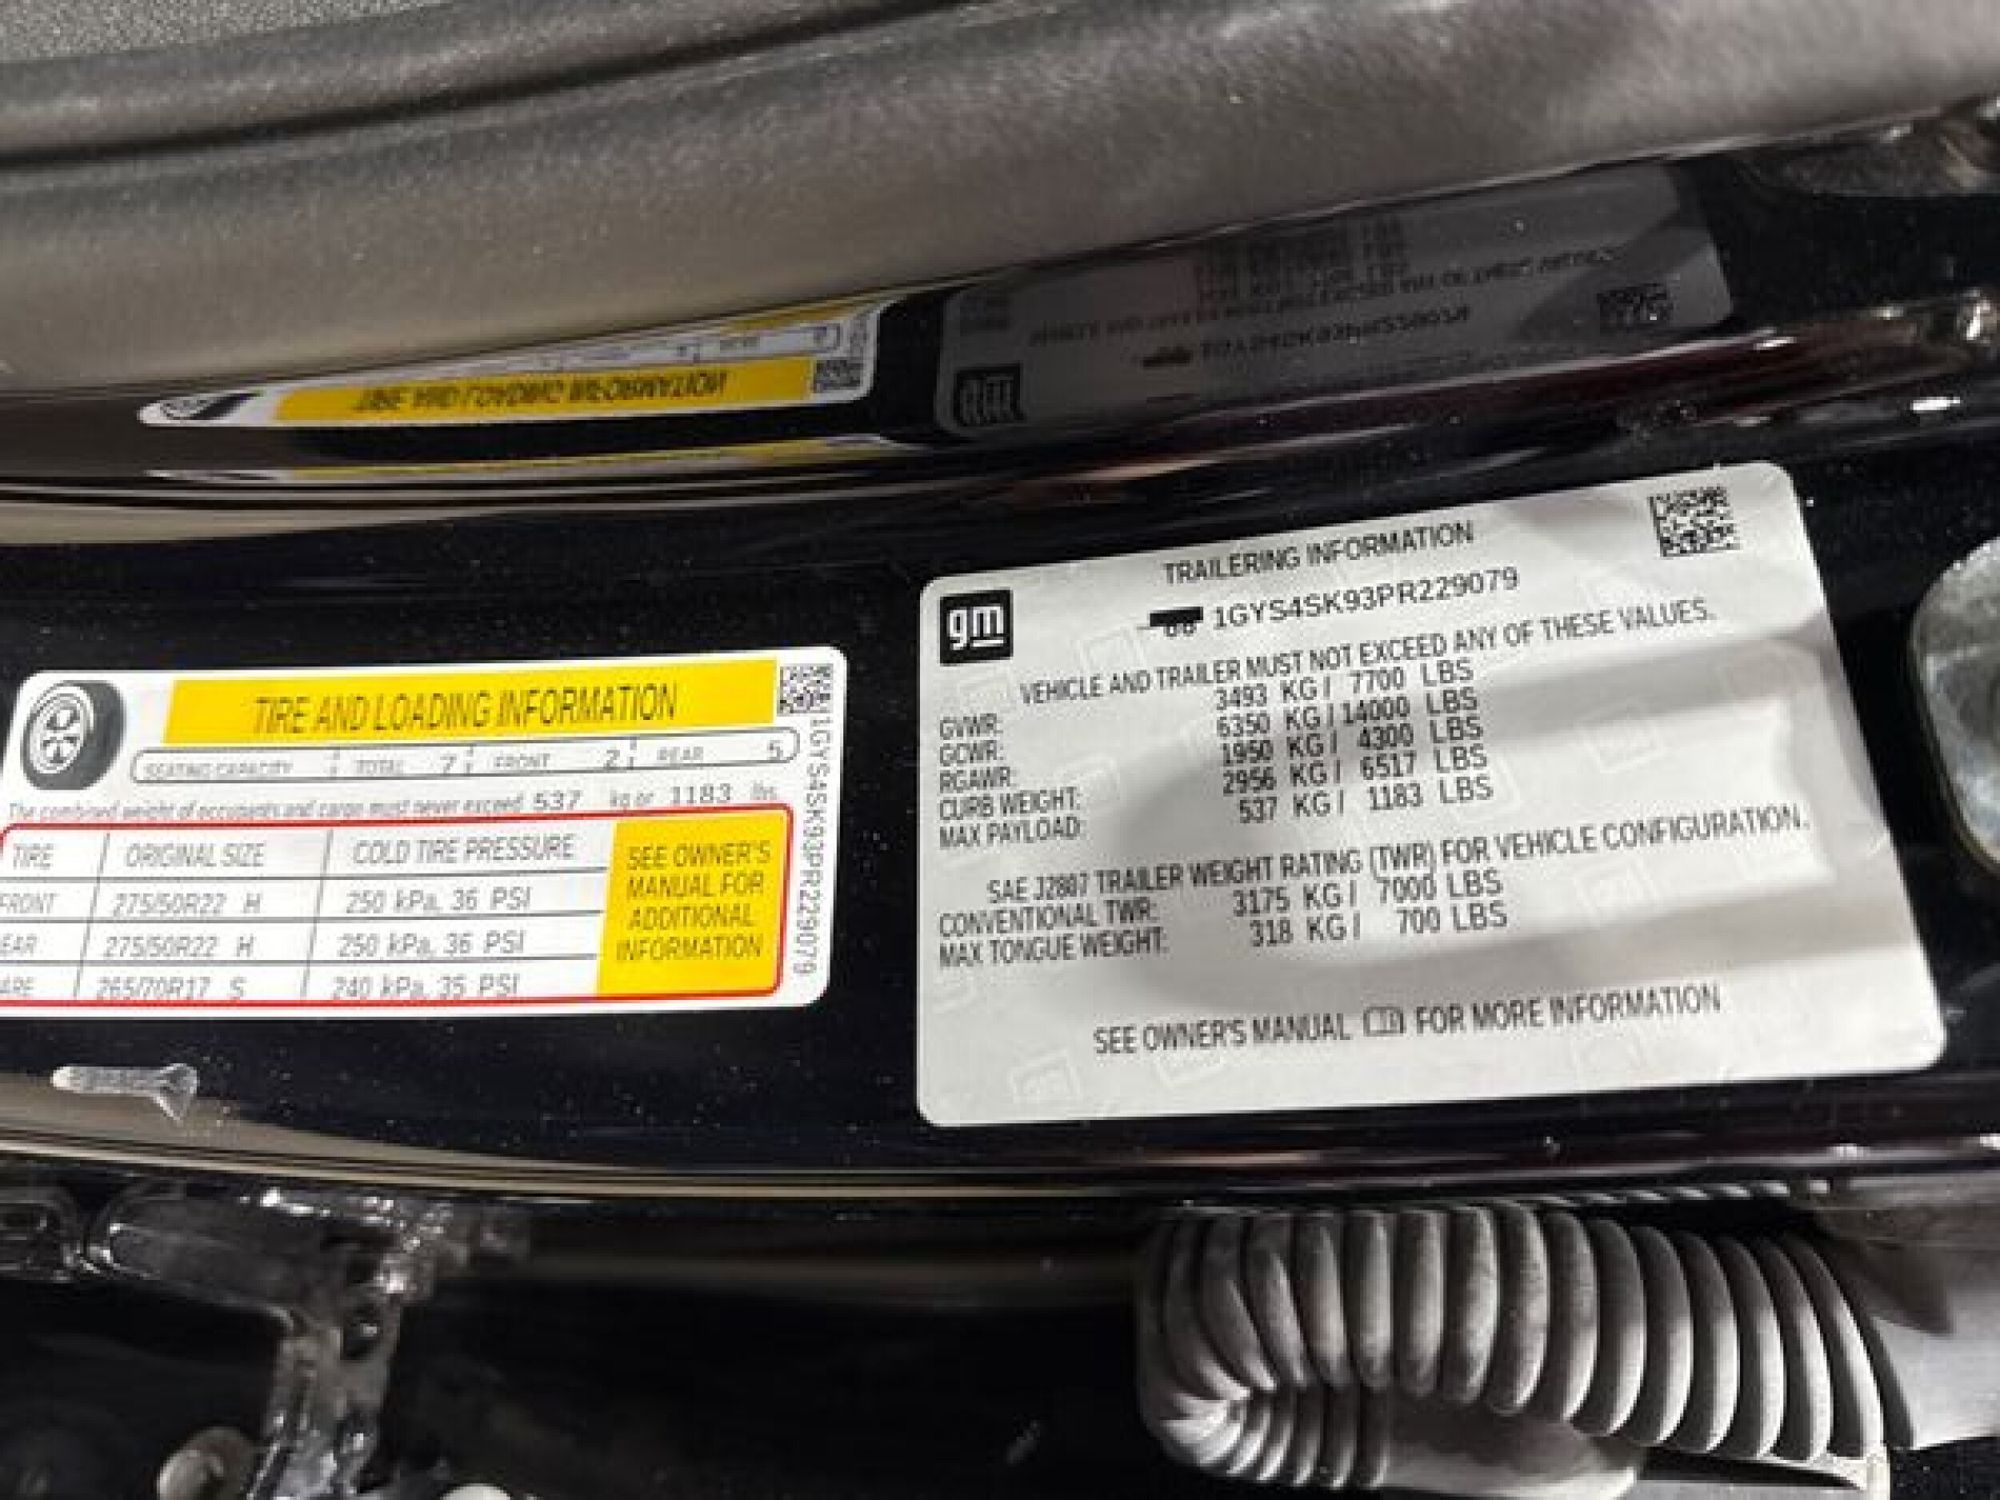 TIRE AND LOADING INFORMATION
SEATING CAPACITY TOTAL 7 FRONT 2 REAR 5
The combined weight of occupants and cargo must never exceed 537 kg or 1183 lbs.
TIRE ORIGINAL SIZE COLD TIRE PRESSURE
FRONT 275/50R22 H 250 kPa, 36 PSI
EAR 275/50R22 H 250 kPa, 36 PSI
ARE 265/70R17 S 240 kPa, 35 PSI
SEE OWNER'S
MANUAL FOR
ADDITIONAL
INFORMATION
1GYS4SK93PR229079
gm
TRAILERING INFORMATION
1GYS4SK93PR229079
VEHICLE AND TRAILER MUST NOT EXCEED ANY OF THESE VALUES.
GVWR: 3493 KG / 7700 LBS
GCWR: 6350 KG / 14000 LBS
RGAWR: 1950 KG / 4300 LBS
CURB WEIGHT: 2956 KG / 6517 LBS
MAX PAYLOAD: 537 KG / 1183 LBS
SAE J2807 TRAILER WEIGHT RATING (TWR) FOR VEHICLE CONFIGURATION.
CONVENTIONAL TWR: 3175 KG / 7000 LBS
MAX TONGUE WEIGHT: 318 KG / 700 LBS
SEE OWNER'S MANUAL FOR MORE INFORMATION